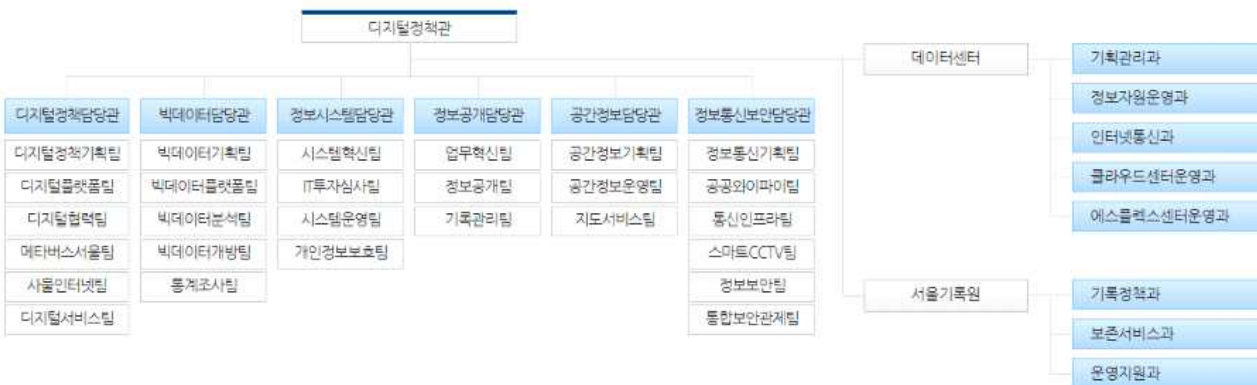 디지털정책관
데이터센터
기획관리과
정보자원운영과
인터넷통신과
클라우드센터운영과
에스플렉스센터운영과
디지털정책담당관 빅데이터담당관 정보시스템담당관 정보공개담당관 공간정보담당관 정보통신보안담당관
디지털정책기획팀 빅데이터기획팀 시스템혁신팀 업무혁신팀 공간정보기획팀 정보통신기획팀
디지털플랫폼팀 빅데이터플랫폼팀 IT투자심사팀 정보공개팀 공간정보운영팀 공공와이파이팀
디지털협력팀 빅데이터분석팀 시스템운영팀 기록관리팀 지도서비스팀 통신인프라팀
메타버스서울팀 빅데이터개방팀 개인정보보호팀 스마트CCTV팀
사물인터넷팀 통계조사팀 정보보안팀
디지털서비스팀 통합보안관제팀
서울기록원
기록정책과
보존서비스과
운영지원과